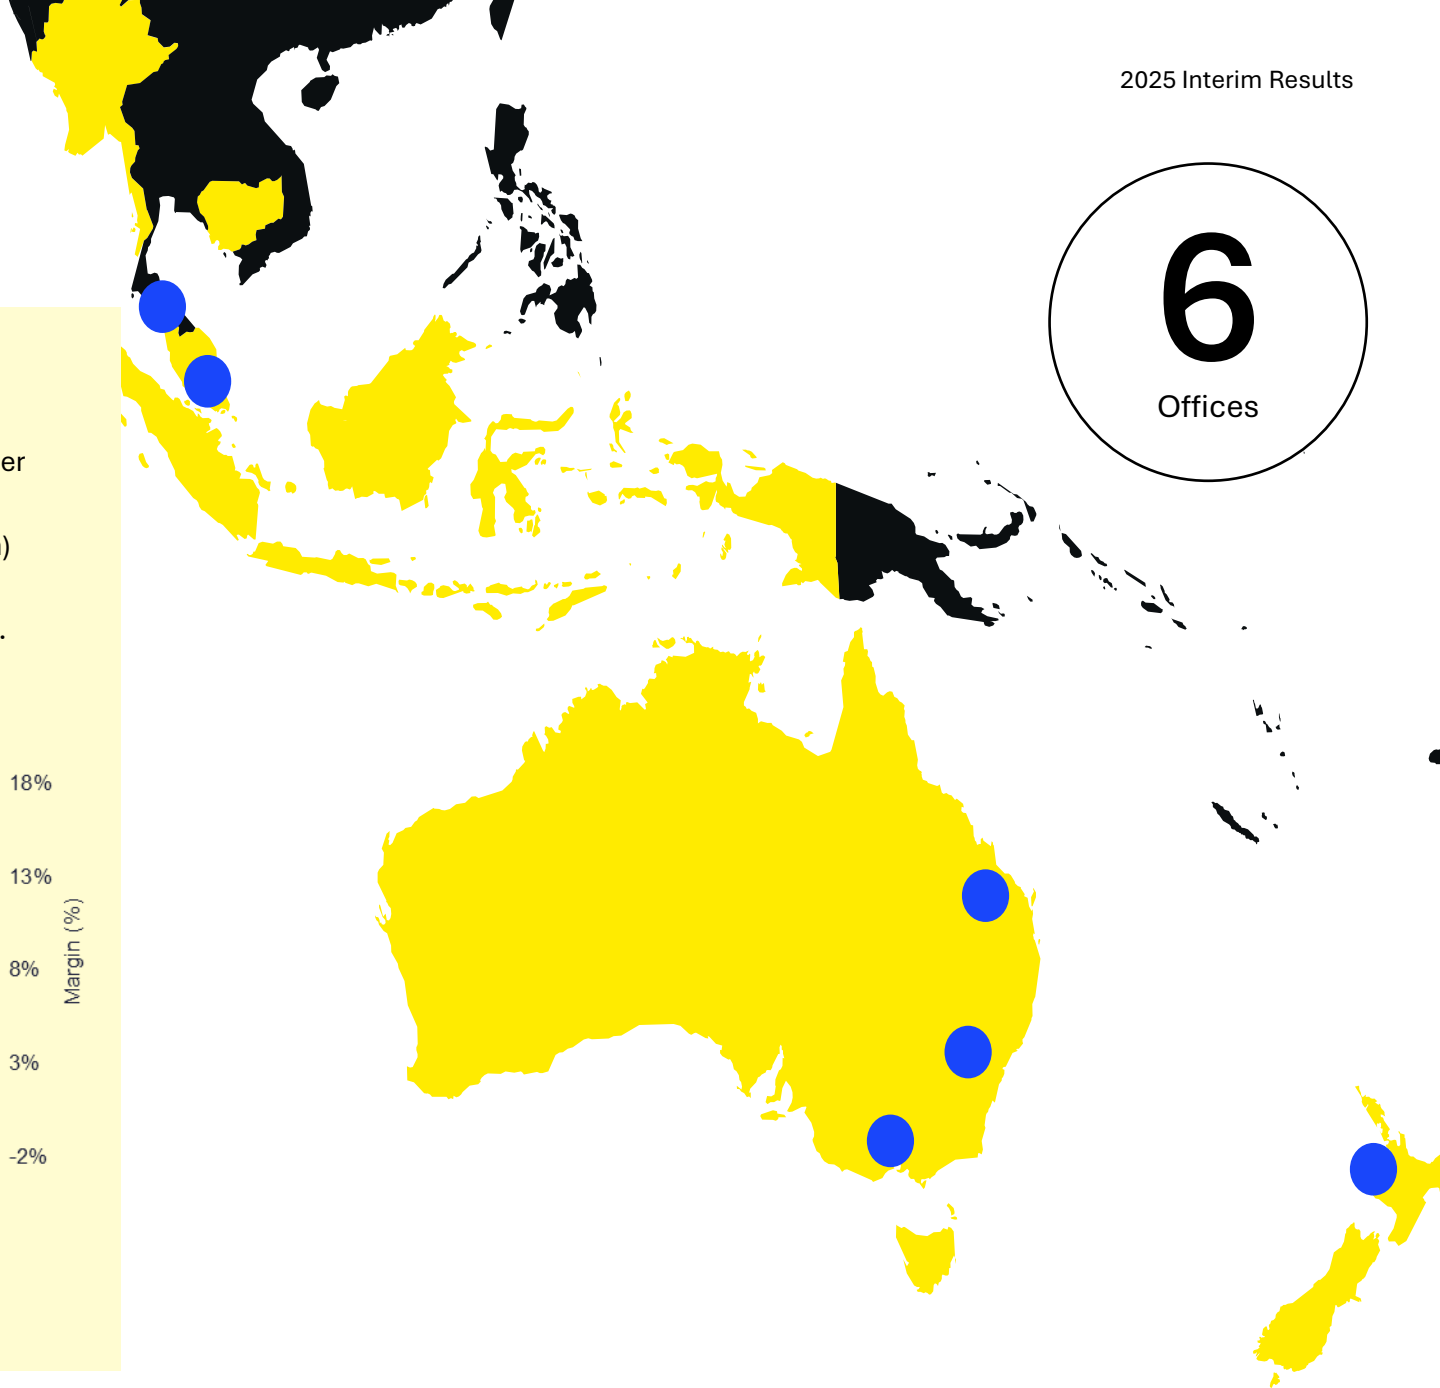 2025 Interim Results
6
Offices
er
)
.
18%
13%
8%
3%
-2%
Margin (%)